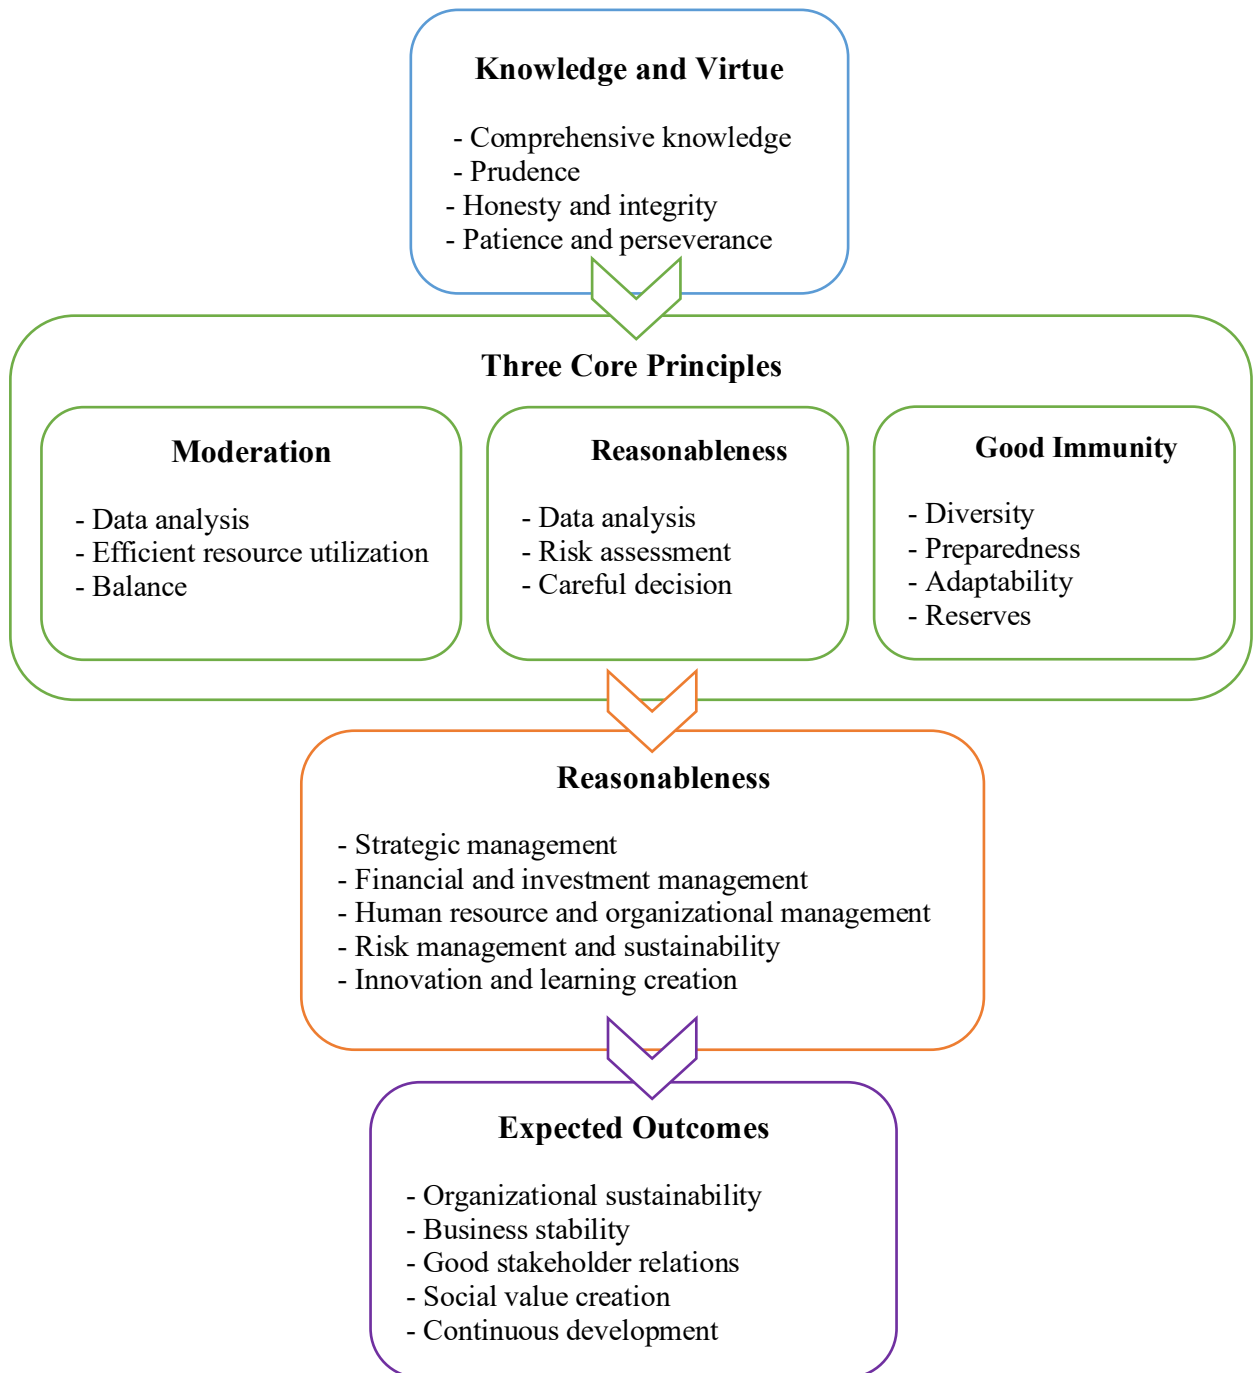 Knowledge and Virtue
- Comprehensive knowledge
- Prudence
- Honesty and integrity
- Patience and perseverance
Three Core Principles
Moderation
- Data analysis
- Efficient resource utilization
- Balance
Reasonableness
- Data analysis
- Risk assessment
- Careful decision
Good Immunity
- Diversity
- Preparedness
- Adaptability
- Reserves
Reasonableness
- Strategic management
- Financial and investment management
- Human resource and organizational management
- Risk management and sustainability
- Innovation and learning creation
Expected Outcomes
- Organizational sustainability
- Business stability
- Good stakeholder relations
- Social value creation
- Continuous development